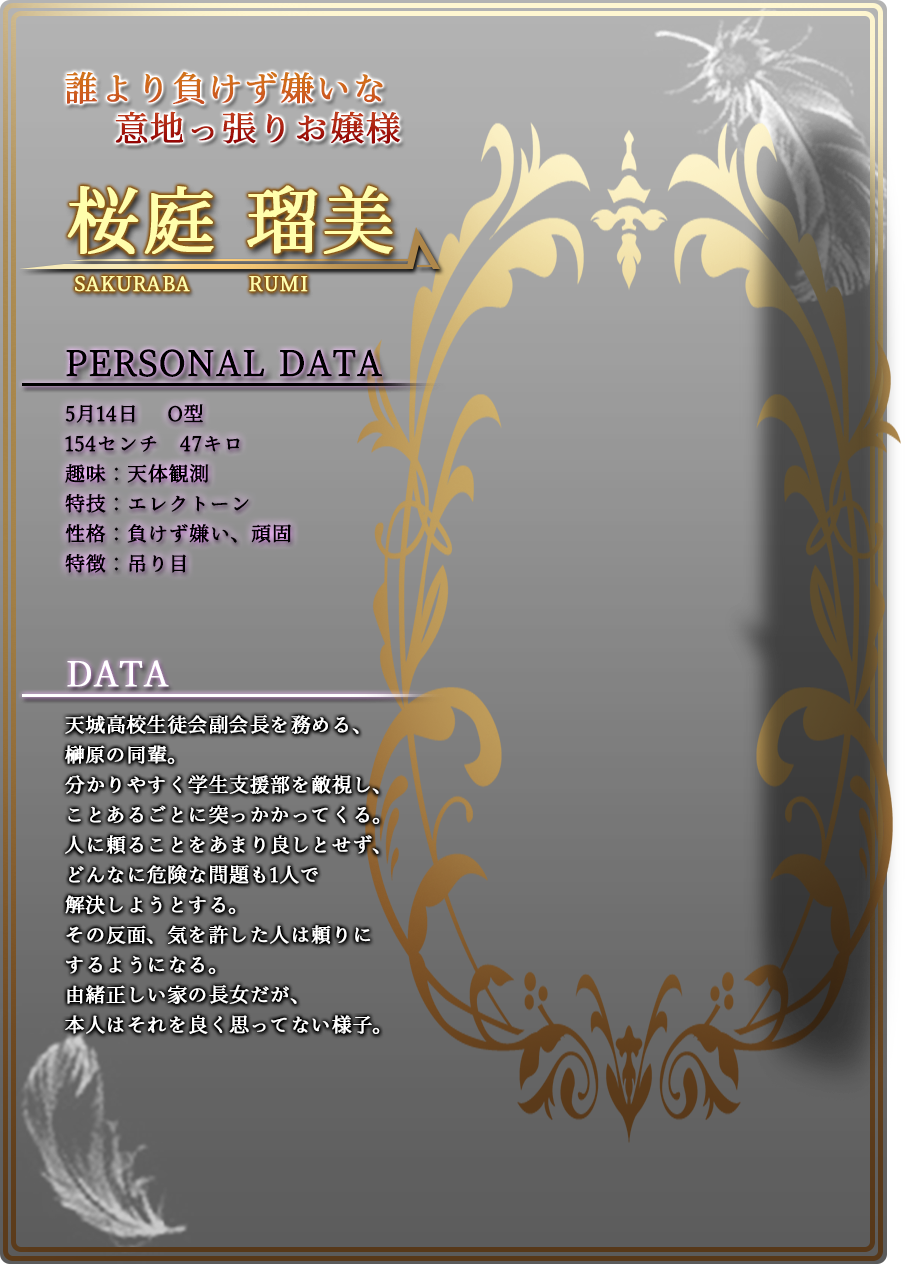 誰より負けず嫌いな
意地っ張りお嬢様
桜庭 瑠美
SAKURABA RUMI
PERSONAL DATA
5月14日 O型
154センチ 47キロ
趣味：天体観測
特技：エレクトーン
性格：負けず嫌い、頑固
特徴：吊り目
DATA
天城高校生徒会副会長を務める、
榊原の同輩。
分かりやすく学生支援部を敵視し、
ことあるごとに突っかかってくる。
人に頼ることをあまり良しとせず、
どんなに危険な問題も1人で
解決しようとする。
その反面、気を許した人は頼りに
するようになる。
由緒正しい家の長女だが、
本人はそれを良く思ってない様子。